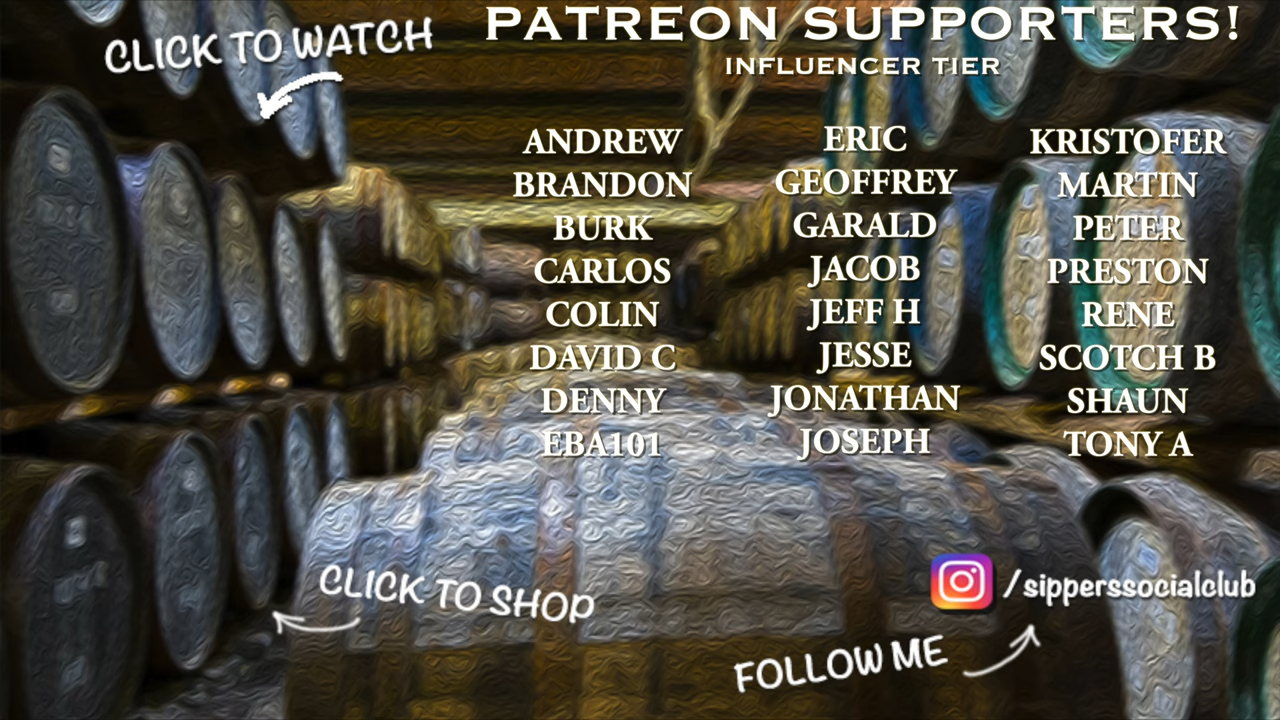 CLICK TO WATCH
PATREON SUPPORTERS!
INFLUENCER TIER
ANDREW
BRANDON
BURK
CARLOS
COLIN
DAVID C
DENNY
EBA101
ERIC
GEOFFREY
GARALD
JACOB
JEFF H
JESSE
JONATHAN
JOSEPH
KRISTOFER
MARTIN
PETER
PRESTON
RENE
SCOTCH B
SHAUN
TONY A
CLICK TO SHOP
/sipperssocialclub
FOLLOW ME